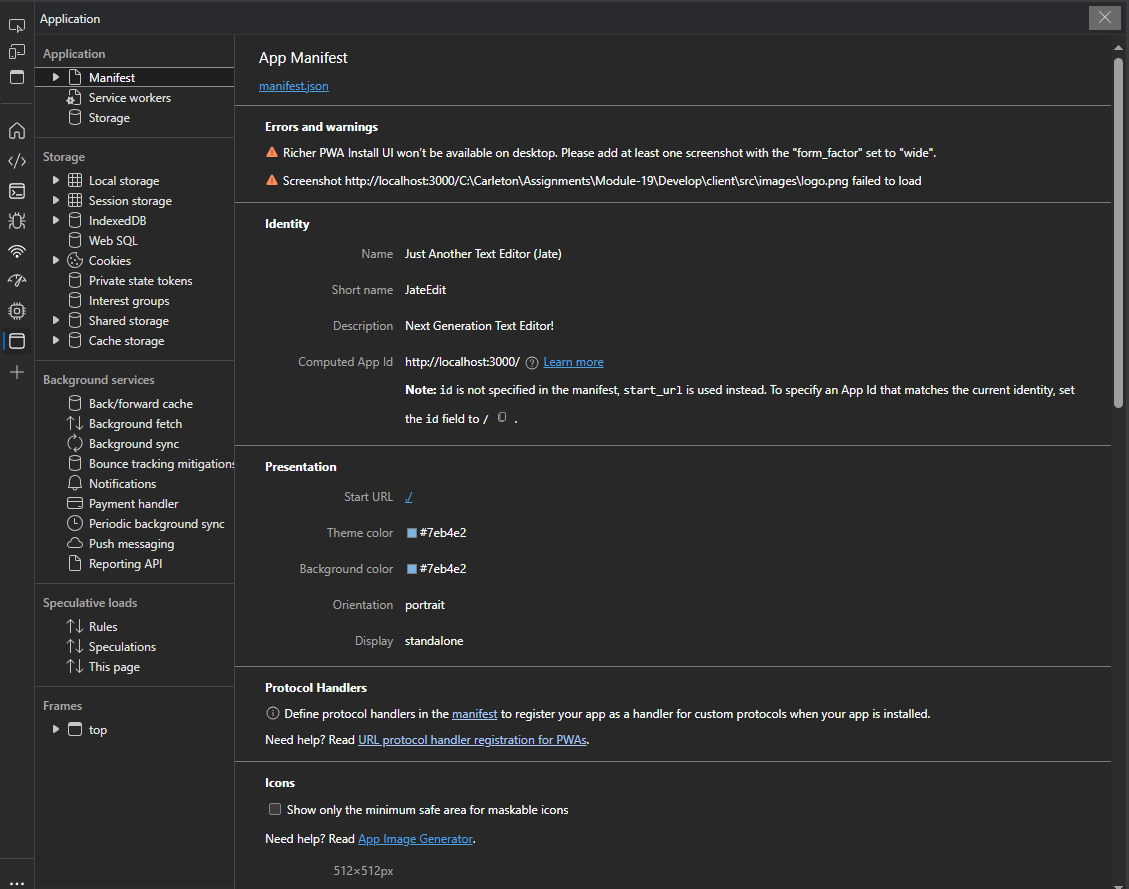 Application
Application
Manifest
Service workers
Storage
Storage
Local storage
Session storage
IndexedDB
Web SQL
Cookies
Private state tokens
Interest groups
Shared storage
Cache storage
Background services
Back/forward cache
Background fetch
Background sync
Bounce tracking mitigations
Notifications
Payment handler
Periodic background sync
Push messaging
Reporting API
Speculative loads
Rules
Speculations
This page
Frames
top
App Manifest
manifest.json
Errors and warnings
Richer PWA Install UI won't be available on desktop. Please add at least one screenshot with the "form_factor" set to "wide".
Screenshot http://localhost:3000/C:\Carleton\Assignments\Module-19\Develop\client\src\images\logo.png failed to load
Identity
Name Just Another Text Editor (Jate)
Short name JateEdit
Description Next Generation Text Editor!
Computed App Id http://localhost:3000/ Learn more
Note: id is not specified in the manifest, start_url is used instead. To specify an App Id that matches the current identity, set
the id field to / .
Presentation
Start URL ./
Theme color #7eb4e2
Background color #7eb4e2
Orientation portrait
Display standalone
Protocol Handlers
Define protocol handlers in the manifest to register your app as a handler for custom protocols when your app is installed.
Need help? Read URL protocol handler registration for PWAs.
Icons
Show only the minimum safe area for maskable icons
Need help? Read App Image Generator.
512×512px